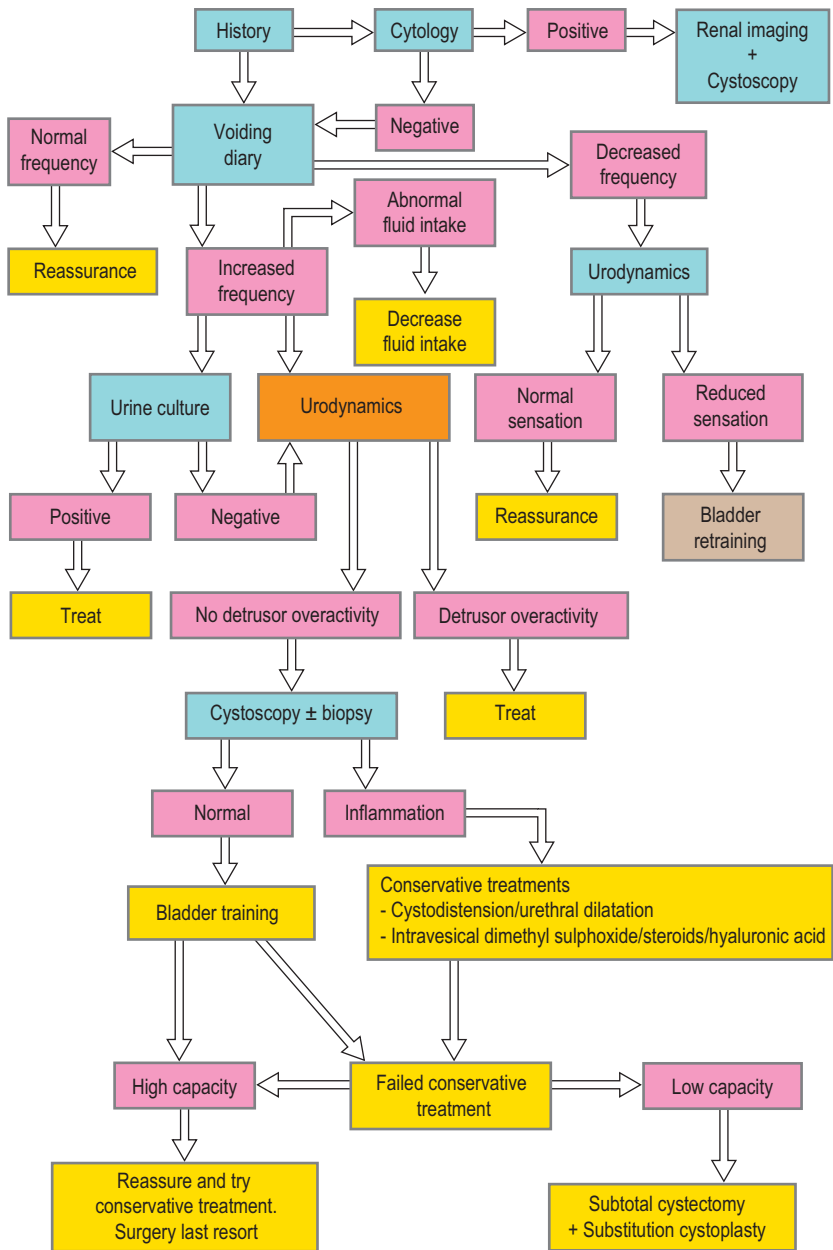 History
Cytology
Positive
Renal imaging
+
Cystoscopy
Voiding
diary
Negative
Normal
frequency
Decreased
frequency
Abnormal
fluid intake
Reassurance
Increased
frequency
Urodynamics
Decrease
fluid intake
Urine culture
Urodynamics
Normal
sensation
Reduced
sensation
Positive
Negative
Reassurance
Bladder
retraining
Treat
No detrusor overactivity
Detrusor overactivity
Cystoscopy ± biopsy
Treat
Normal
Inflammation
Bladder training
Conservative treatments
- Cystodistension/urethral dilatation
- Intravesical dimethyl sulphoxide/steroids/hyaluronic acid
High capacity
Failed conservative
treatment
Low capacity
Reassure and try
conservative treatment.
Surgery last resort
Subtotal cystectomy
+ Substitution cystoplasty